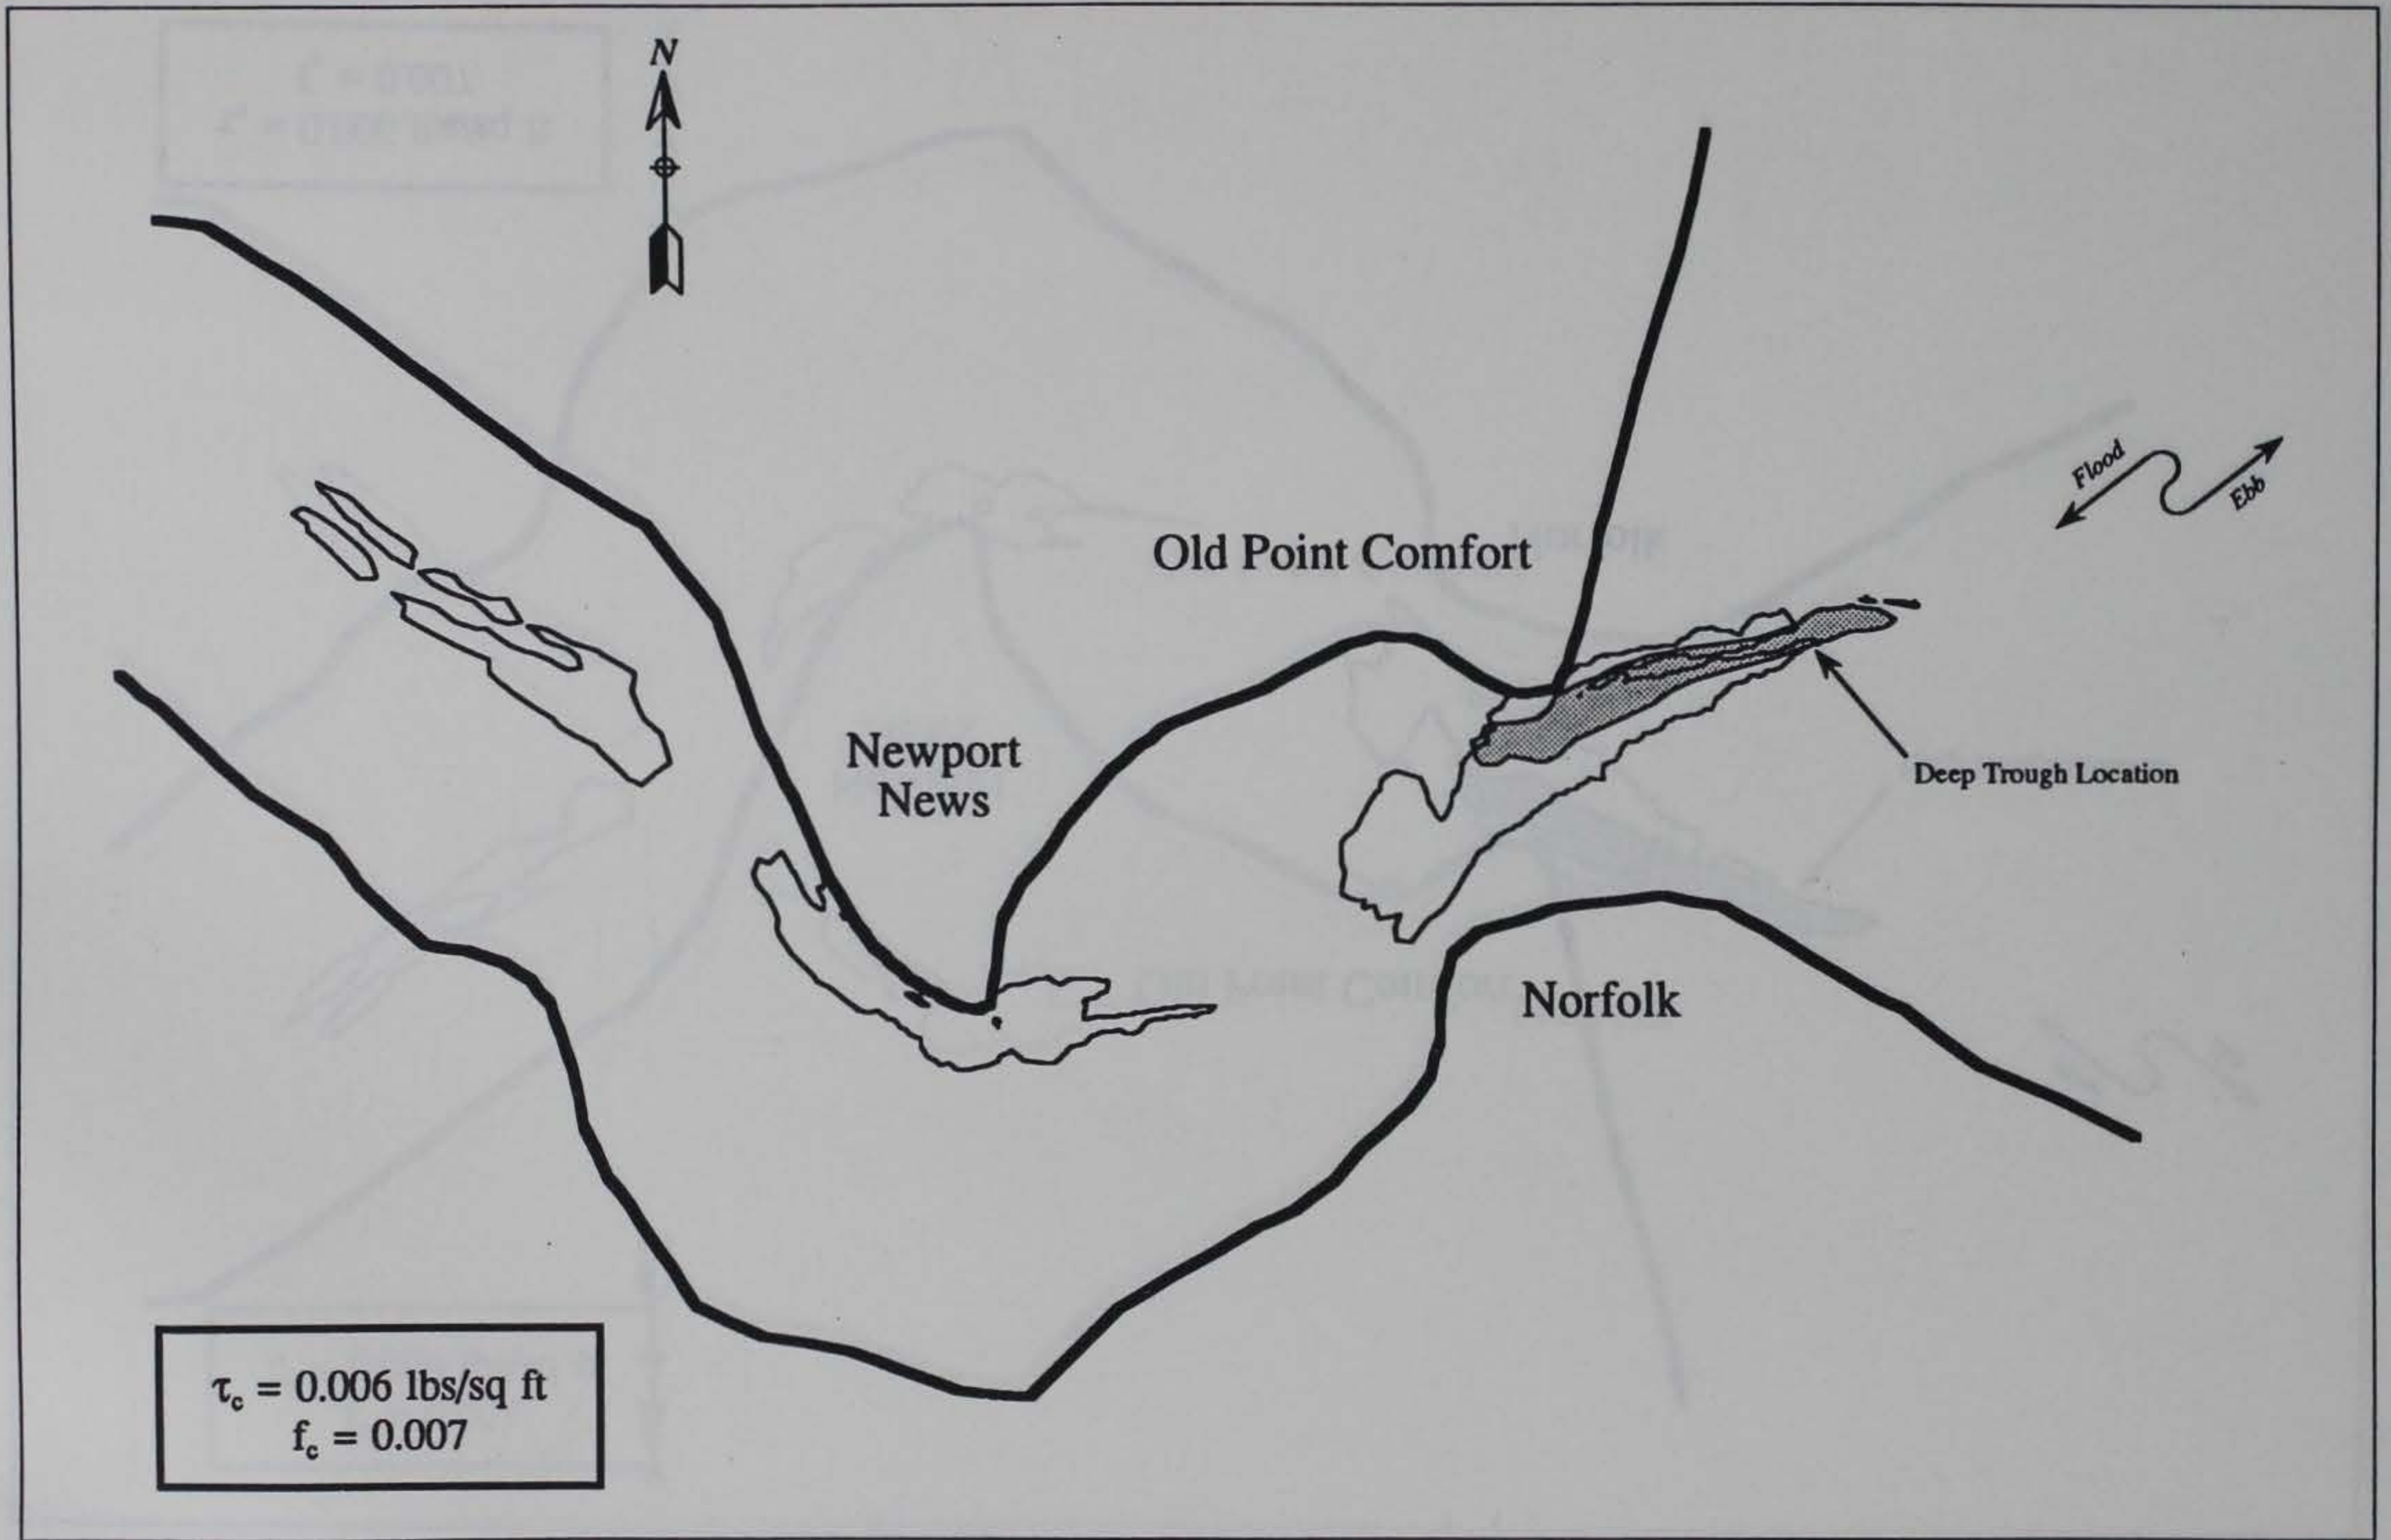 N
Flood
Ebb
Old Point Comfort
Newport
News
Deep Trough Location
Norfolk
τc = 0.006 lbs/sq ft
fc = 0.007